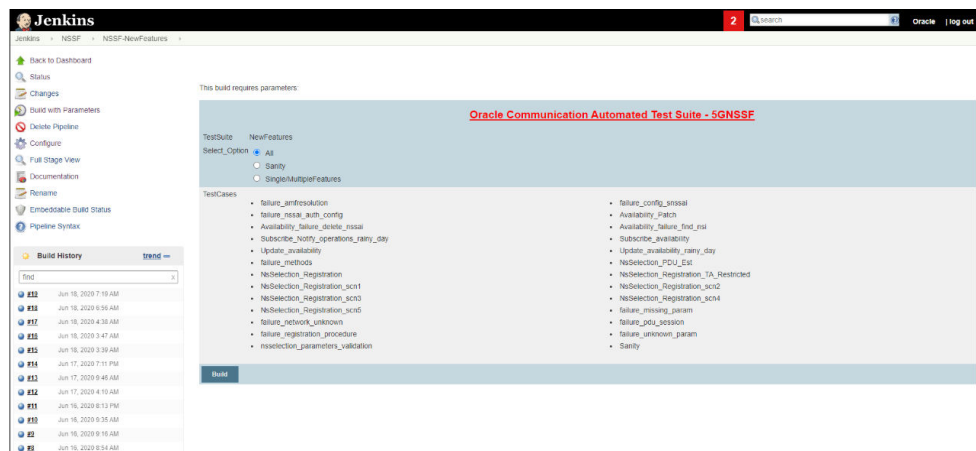 Jenkins
2
search
Oracle
| log out
Jenkins
NSSF
NSSF-NewFeatures
Back to Dashboard
Status
Changes
Build with Parameters
Delete Pipeline
Configure
Full Stage View
Documentation
Rename
Embeddable Build Status
Pipeline Syntax
Build History
trend
find
x
#19 Jun 18, 2020 7:19 AM
#18 Jun 18, 2020 6:56 AM
#17 Jun 18, 2020 4:38 AM
#16 Jun 18, 2020 3:47 AM
#15 Jun 18, 2020 3:39 AM
#14 Jun 17, 2020 7:11 PM
#13 Jun 17, 2020 9:46 AM
#12 Jun 17, 2020 4:10 AM
#11 Jun 16, 2020 8:13 PM
#10 Jun 16, 2020 9:35 AM
#9 Jun 16, 2020 9:16 AM
#8 Jun 16, 2020 8:54 AM
This build requires parameters:
Oracle Communication Automated Test Suite - 5GNSSF
TestSuite NewFeatures
Select_Option All
Sanity
Single/MultipleFeatures
TestCases
failure_amfresolution
failure_nssai_auth_config
Availability_failure_delete_nssai
Subscribe_Notify_operations_rainy_day
Update_availability
failure_methods
NsSelection_Registration
NsSelection_Registration_scn1
NsSelection_Registration_scn3
NsSelection_Registration_scn5
failure_network_unknown
failure_registration_procedure
nsselection_parameters_validation
failure_config_snssai
Availability_Patch
Availability_failure_find_nsi
Subscribe_availability
Update_availability_rainy_day
NsSelection_PDU_Est
NsSelection_Registration_TA_Restricted
NsSelection_Registration_scn2
NsSelection_Registration_scn4
failure_missing_param
failure_pdu_session
failure_unknown_param
Sanity
Build